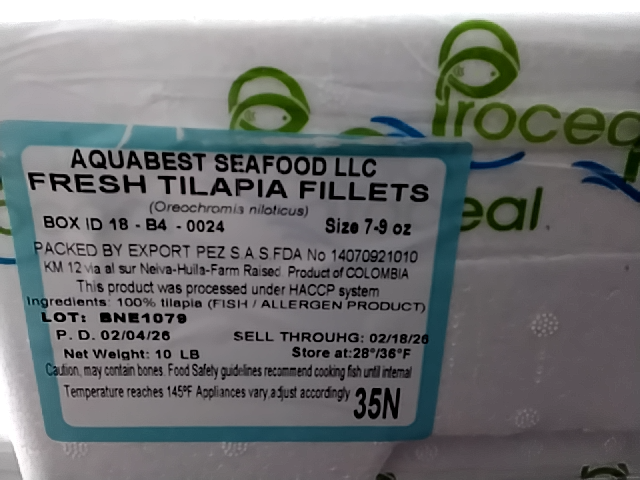 Proceq
eal.
AQUABEST SEAFOOD LLC
FRESH TILAPIA FILLETS
(Oreochromis niloticus)
BOX ID 18 - B4 - 0024 Size 7-9 oz
PACKED BY EXPORT PEZ S.A S.FDA No 14070921010
KM 12 via al sur Neiva-Huila-Farm Raised. Product of COLOMBIA
This product was processed under HACCP system
Ingredients: 100% tilapia (FISH / ALLERGEN PRODUCT)
LOT: BNE1079
P. D. 02/04/26 SELL THROUHG: 02/18/26
Net Weight: 10 LB Store at:28°/36°F
Caution, may contain bones. Food Safety guidelines recommend cooking fish until internal
Temperature reaches 145ºF Appliances vary,adjust accordingly 35N